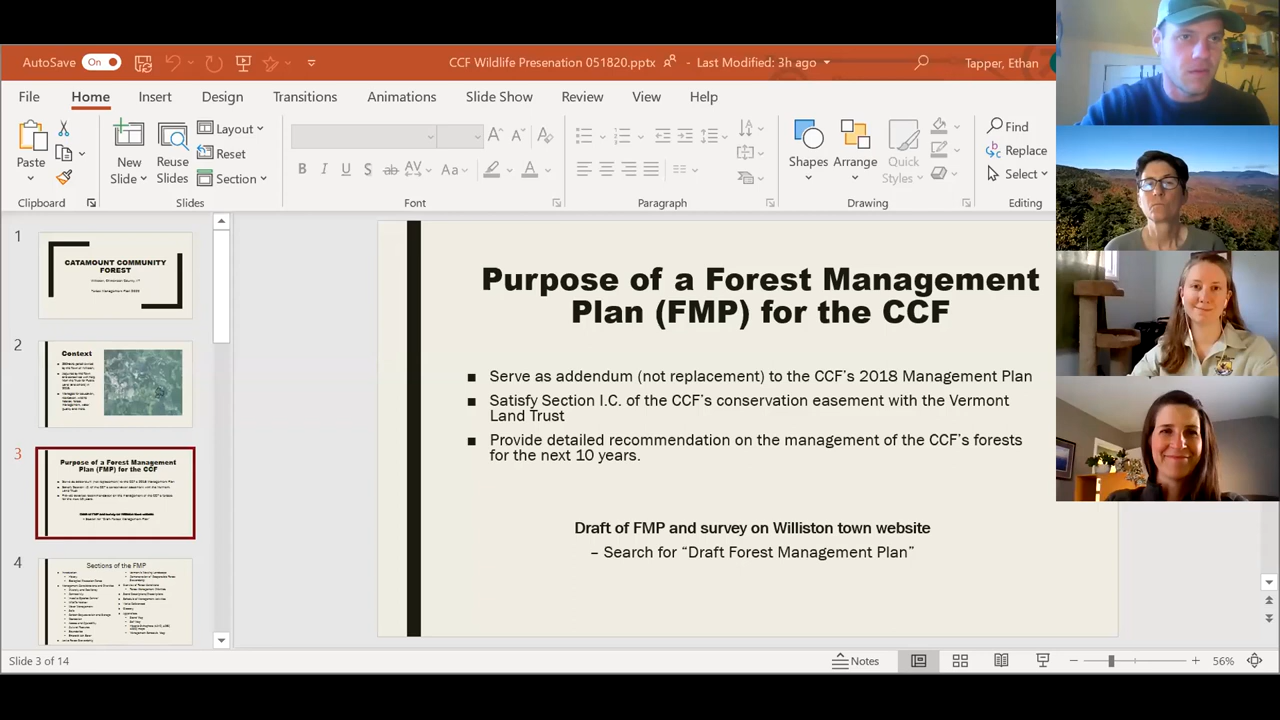 AutoSave On
CCF Wildlife Presenation 051820.pptx - Last Modified: 3h ago
Tapper, Ethan
File Home Insert Design Transitions Animations Slide Show Review View Help
Paste
New Slide
Reuse Slides
Layout
Reset
Section
B I U S ab AV Aa A
Shapes
Arrange
Quick Styles
Find
Replace
Select
Clipboard Slides Font Paragraph Drawing Editing
1
CATAMOUNT COMMUNITY
FOREST
2
Context
3
Purpose of a Forest Management
Plan (FMP) for the CCF
4
Sections of the FMP
Purpose of a Forest Management
Plan (FMP) for the CCF
■ Serve as addendum (not replacement) to the CCF's 2018 Management Plan
■ Satisfy Section I.C. of the CCF's conservation easement with the Vermont
Land Trust
■ Provide detailed recommendation on the management of the CCF's forests
for the next 10 years.
Draft of FMP and survey on Williston town website
– Search for “Draft Forest Management Plan”
Slide 3 of 14
Notes
56%